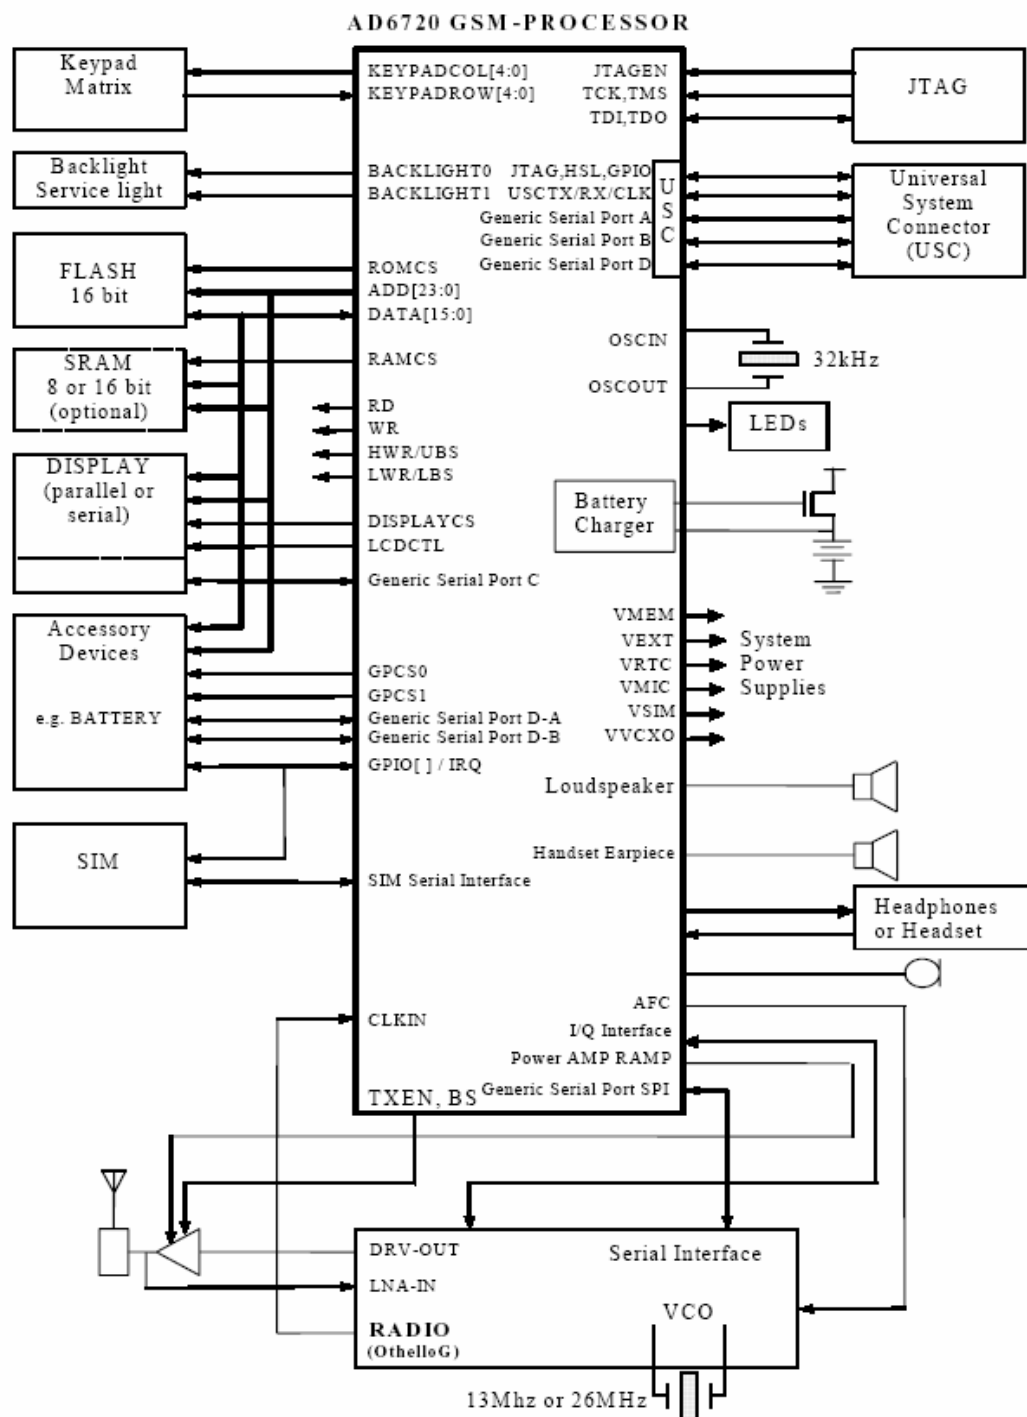 AD6720 GSM-PROCESSOR
Keypad
Matrix
KEYPADCOL[4:0]
KEYPADROW[4:0]
JTAGEN
TCK,TMS
TDI,TDO
JTAG
Backlight
Service light
BACKLIGHT0
BACKLIGHT1
JTAG,HSL,GPIO
USCTX/RX/CLK
Generic Serial Port A
Generic Serial Port B
Generic Serial Port D
U
S
C
Universal
System
Connector
(USC)
FLASH
16 bit
ROMCS
ADD[23:0]
DATA[15:0]
SRAM
8 or 16 bit
(optional)
RAMCS
OSCIN
OSCOUT
32kHz
RD
WR
HWR/UBS
LWR/LBS
LEDs
DISPLAY
(parallel or
serial)
DISPLAYCS
LCDCTL
Generic Serial Port C
Battery
Charger
Accessory
Devices
e.g. BATTERY
GPCS0
GPCS1
Generic Serial Port D-A
Generic Serial Port D-B
GPIO[ ] / IRQ
VMEM
VEXT
VRTC
VMIC
VSIM
VVCXO
System
Power
Supplies
Loudspeaker
SIM
SIM Serial Interface
Handset Earpiece
Headphones
or Headset
AFC
CLKIN
I/Q Interface
Power AMP RAMP
Generic Serial Port SPI
TXEN, BS
DRV-OUT
LNA-IN
RADIO
(OthelloG)
Serial Interface
VCO
13Mhz or 26MHz